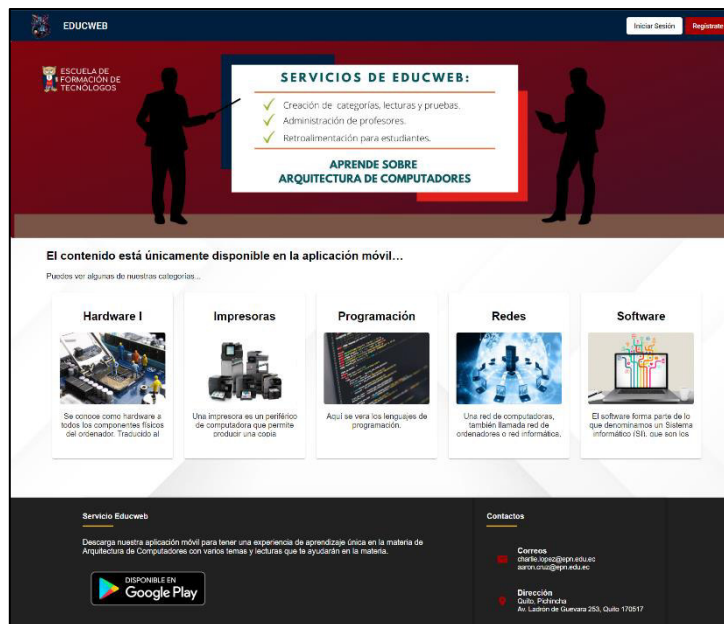 EDUCWEB
Iniciar Sesión
Registrate
ESCUELA DE
FORMACIÓN DE
TECNÓLOGOS
SERVICIOS DE EDUCWEB:
Creación de categorías, lecturas y pruebas.
Administración de profesores.
Retroalimentación para estudiantes.
APRENDE SOBRE
ARQUITECTURA DE COMPUTADORES
El contenido está únicamente disponible en la aplicación móvil...
Puedes ver algunas de nuestras categorías...
Hardware I
Se conoce como hardware a
todos los componentes físicos
del ordenador. Traducido al
Impresoras
Una impresora es un periférico
de computadora que permite
producir una copia
Programación
Aquí se vera los lenguajes de
programación.
Redes
Una red de computadoras,
también llamada red de
ordenadores o red informática,
Software
El software forma parte de lo
que denominamos un Sistema
informático (SI), que son los
Servicio Educweb
Descarga nuestra aplicación móvil para tener una experiencia de aprendizaje única en la materia de
Arquitectura de Computadores con varios temas y lecturas que te ayudarán en la materia.
DISPONIBLE EN
Google Play
Contactos
Correos
charlie.lopez@epn.edu.ec
aaron.cruz@epn.edu.ec
Dirección
Quito, Pichincha
Av. Ladrón de Guevara 253, Quito 170517